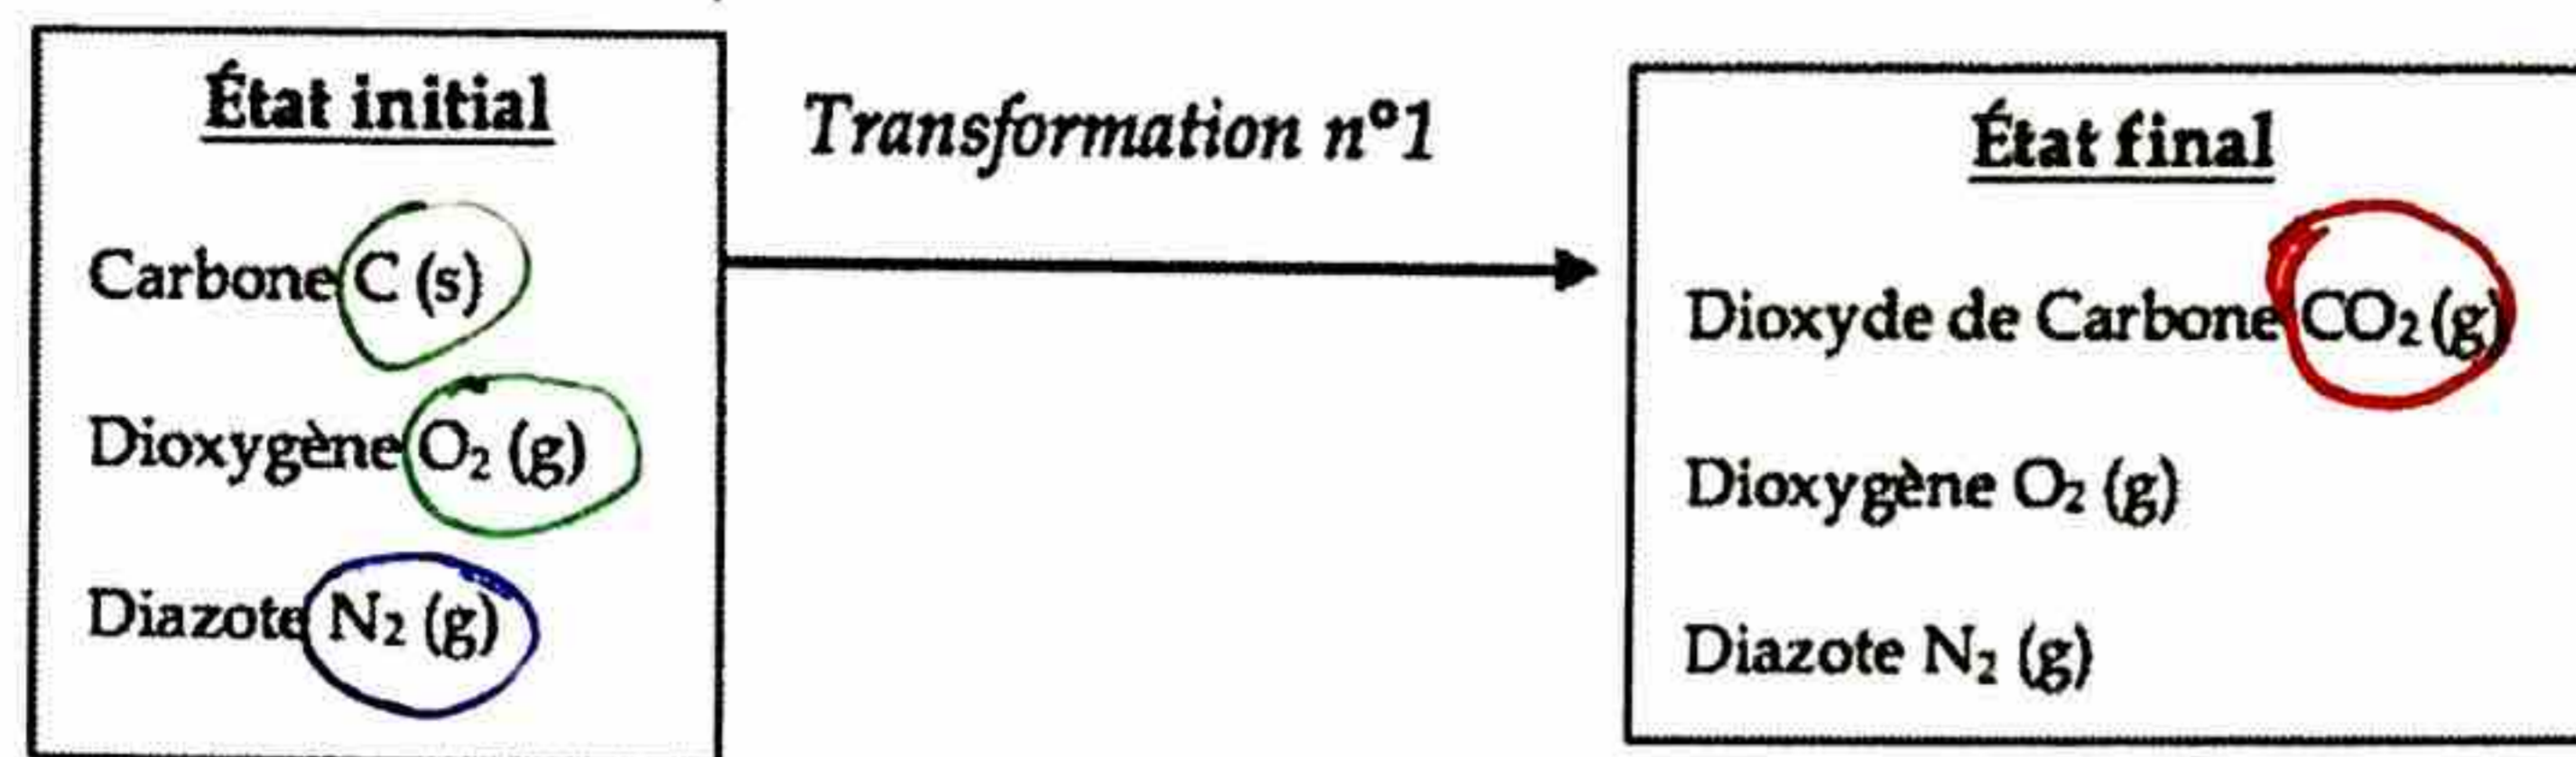 État initial
Carbone C (s)
Dioxygène O₂ (g)
Diazote N₂ (g)
Transformation n°1
État final
Dioxyde de Carbone CO₂ (g)
Dioxygène O₂ (g)
Diazote N₂ (g)